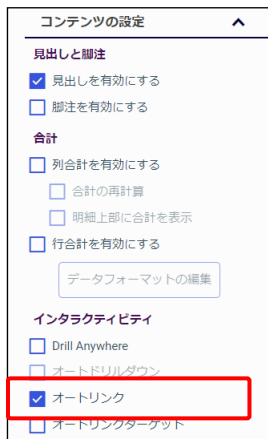 コンテンツの設定
見出しと脚注
見出しを有効にする
脚注を有効にする
合計
列合計を有効にする
合計の再計算
明細上部に合計を表示
行合計を有効にする
データフォーマットの編集
インタラクティビティ
Drill Anywhere
オートドリルダウン
オートリンク
オートリンクターゲット